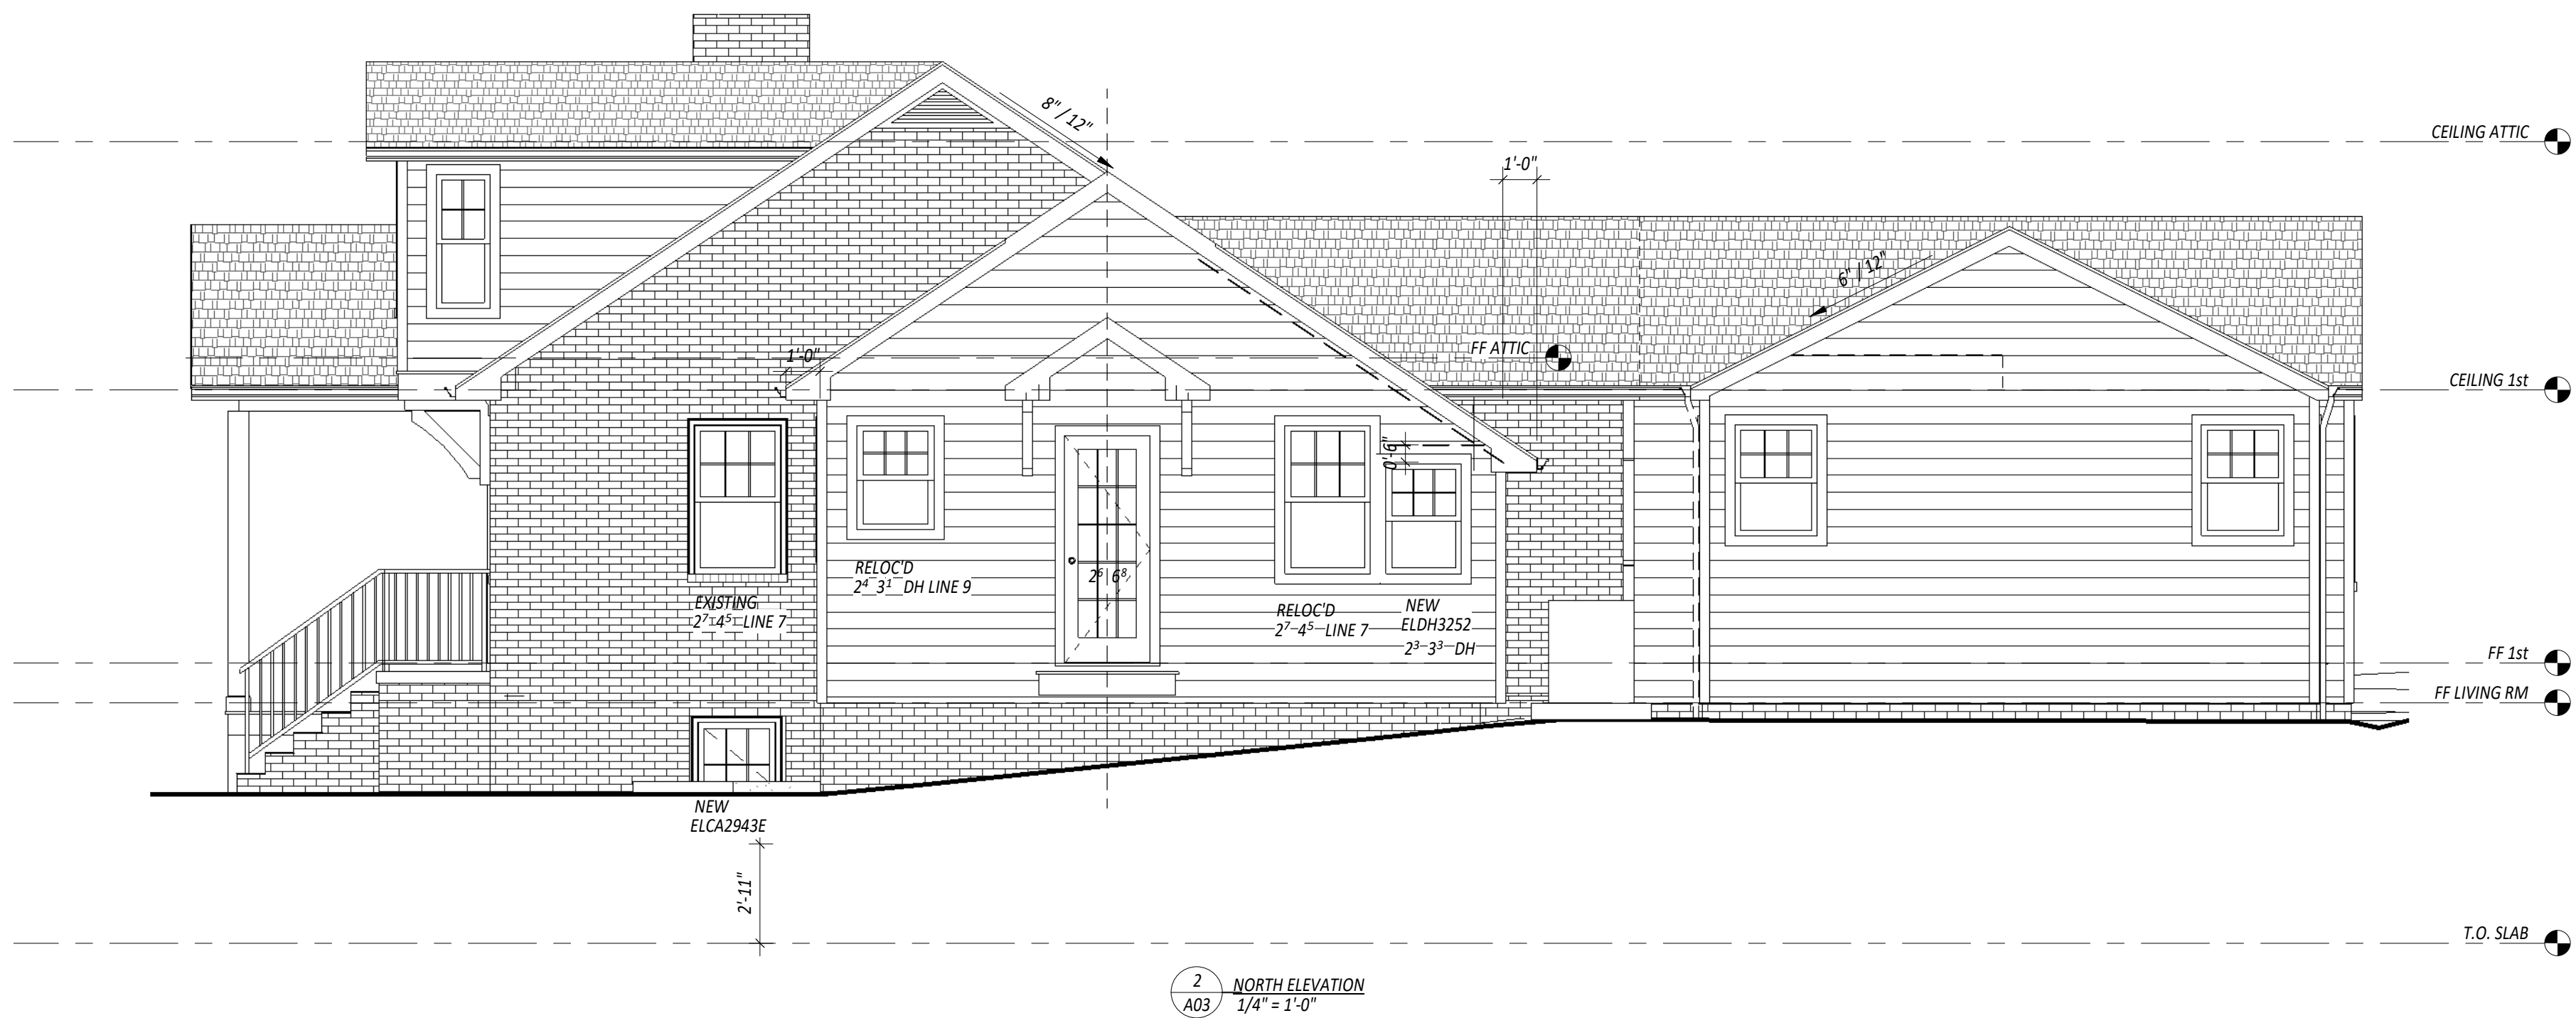 8" / 12"
CEILING ATTIC
1'-0"
6" / 12"
FF ATTIC
1'-0"
CEILING 1st
0'-6"
RELOC'D
2⁴ 3¹ DH LINE 9
2⁶ 6⁸
EXISTING
2⁷ 4⁵ LINE 7
RELOC'D
2⁷ 4⁵ LINE 7
NEW
ELDH3252
2³ 3³ DH
FF 1st
FF LIVING RM
NEW
ELCA2943E
2'-11"
T.O. SLAB
2
A03
NORTH ELEVATION
1/4" = 1'-0"